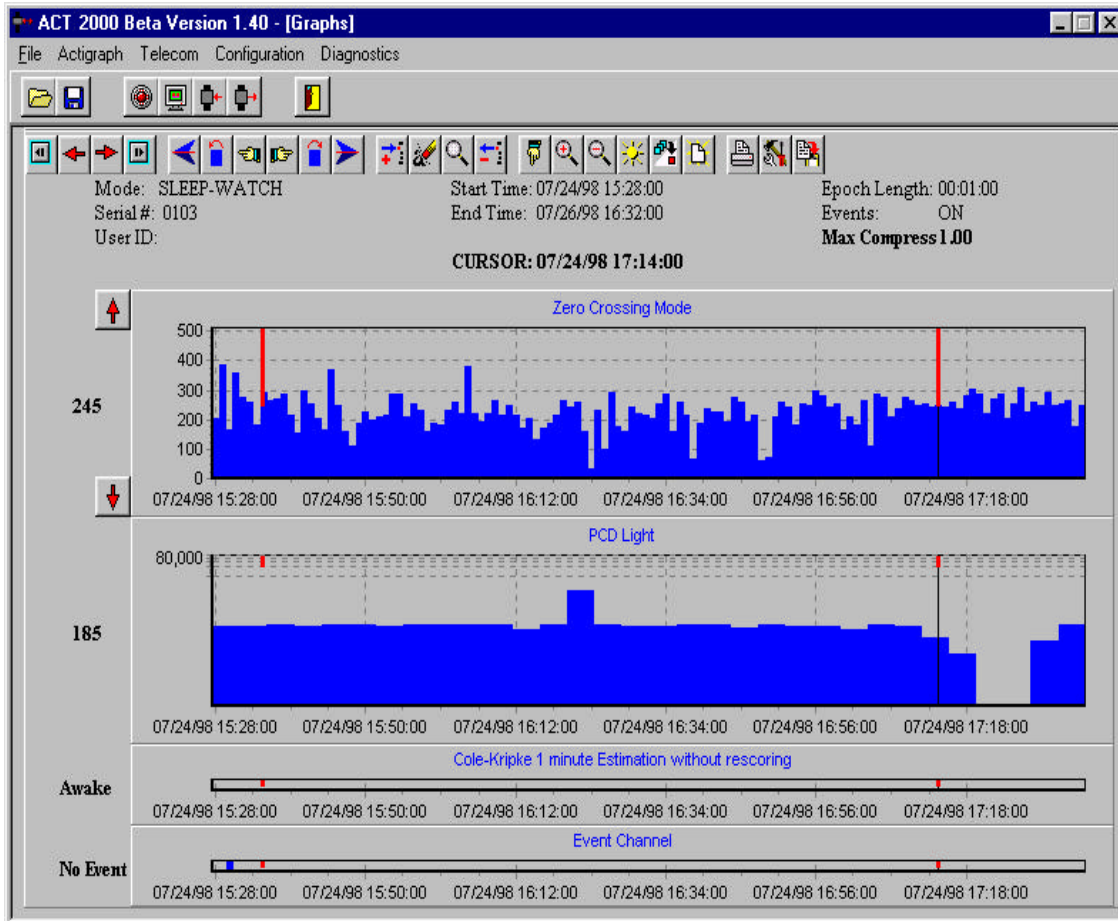 ACT 2000 Beta Version 1.40 - [Graphs]
File Actigraph Telecom Configuration Diagnostics
Mode: SLEEP-WATCH
Start Time: 07/24/98 15:28:00
Epoch Length: 00:01:00
Serial #: 0103
End Time: 07/26/98 16:32:00
Events: ON
User ID:
Max Compress 1.00
CURSOR: 07/24/98 17:14:00
Zero Crossing Mode
500
400
300
245
200
100
0
07/24/98 15:28:00 07/24/98 15:50:00 07/24/98 16:12:00 07/24/98 16:34:00 07/24/98 16:56:00 07/24/98 17:18:00
PCD Light
80,000
185
07/24/98 15:28:00 07/24/98 15:50:00 07/24/98 16:12:00 07/24/98 16:34:00 07/24/98 16:56:00 07/24/98 17:18:00
Cole-Kripke 1 minute Estimation without rescoring
Awake
07/24/98 15:28:00 07/24/98 15:50:00 07/24/98 16:12:00 07/24/98 16:34:00 07/24/98 16:56:00 07/24/98 17:18:00
Event Channel
No Event
07/24/98 15:28:00 07/24/98 15:50:00 07/24/98 16:12:00 07/24/98 16:34:00 07/24/98 16:56:00 07/24/98 17:18:00